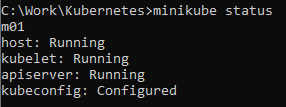 C:\Work\Kubernetes>minikube status
m01
host: Running
kubelet: Running
apiserver: Running
kubeconfig: Configured